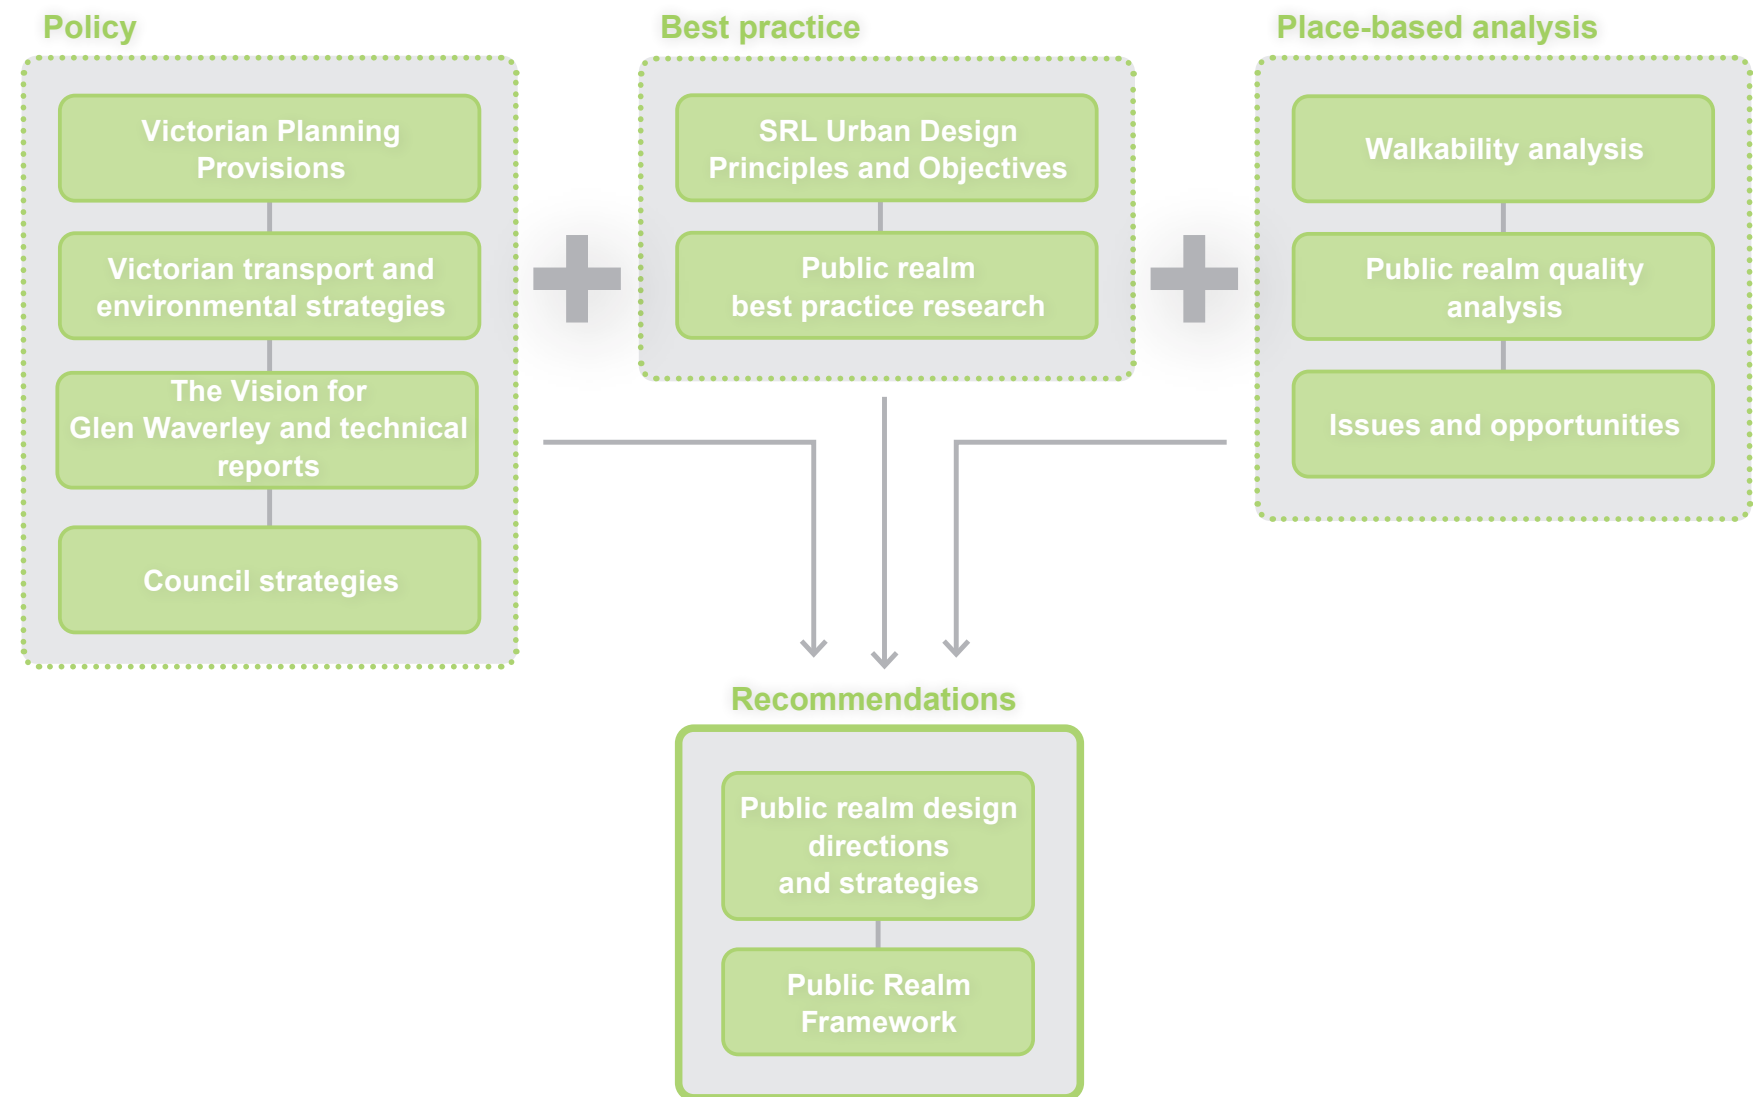 Policy
Victorian Planning
Provisions
Victorian transport and
environmental strategies
The Vision for
Glen Waverley and technical
reports
Council strategies
Best practice
SRL Urban Design
Principles and Objectives
Public realm
best practice research
Place-based analysis
Walkability analysis
Public realm quality
analysis
Issues and opportunities
Recommendations
Public realm design
directions
and strategies
Public Realm
Framework